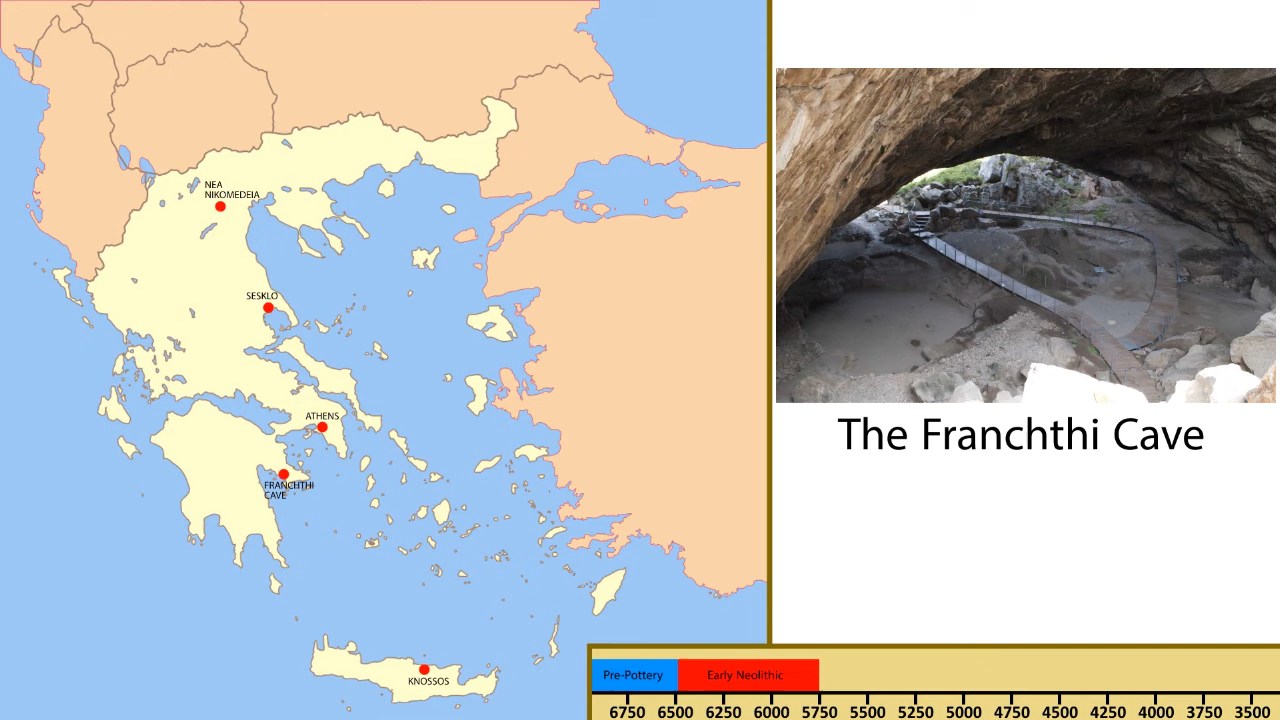 NEA
NIKOMEDEIA
SESKLO
ATHENS
FRANCHTHI
CAVE
KNOSSOS
The Franchthi Cave
Pre-Pottery Early Neolithic
6750 6500 6250 6000 5750 5500 5250 5000 4750 4500 4250 4000 3750 3500